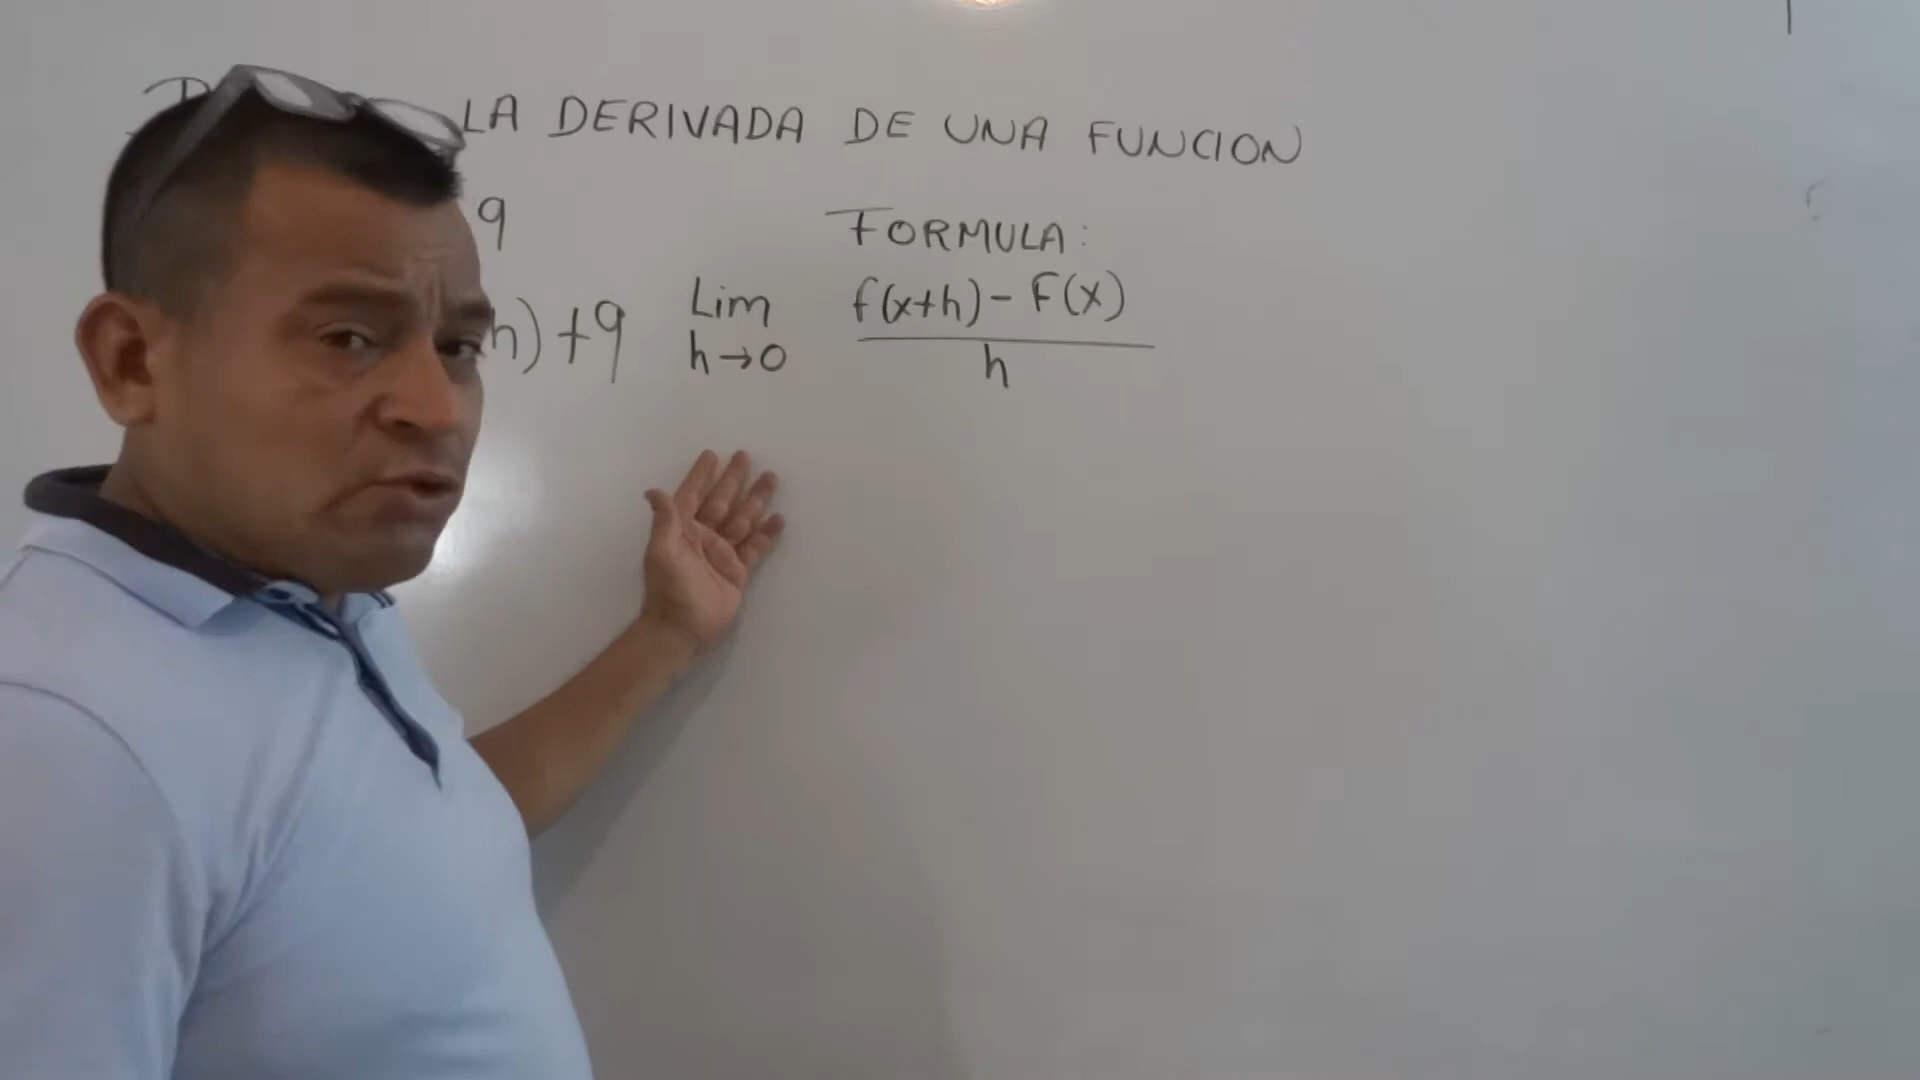 LA DERIVADA DE UNA FUNCION
9
FORMULA:
h) +9
Lim f(x+h) - F(x)
h→0 h